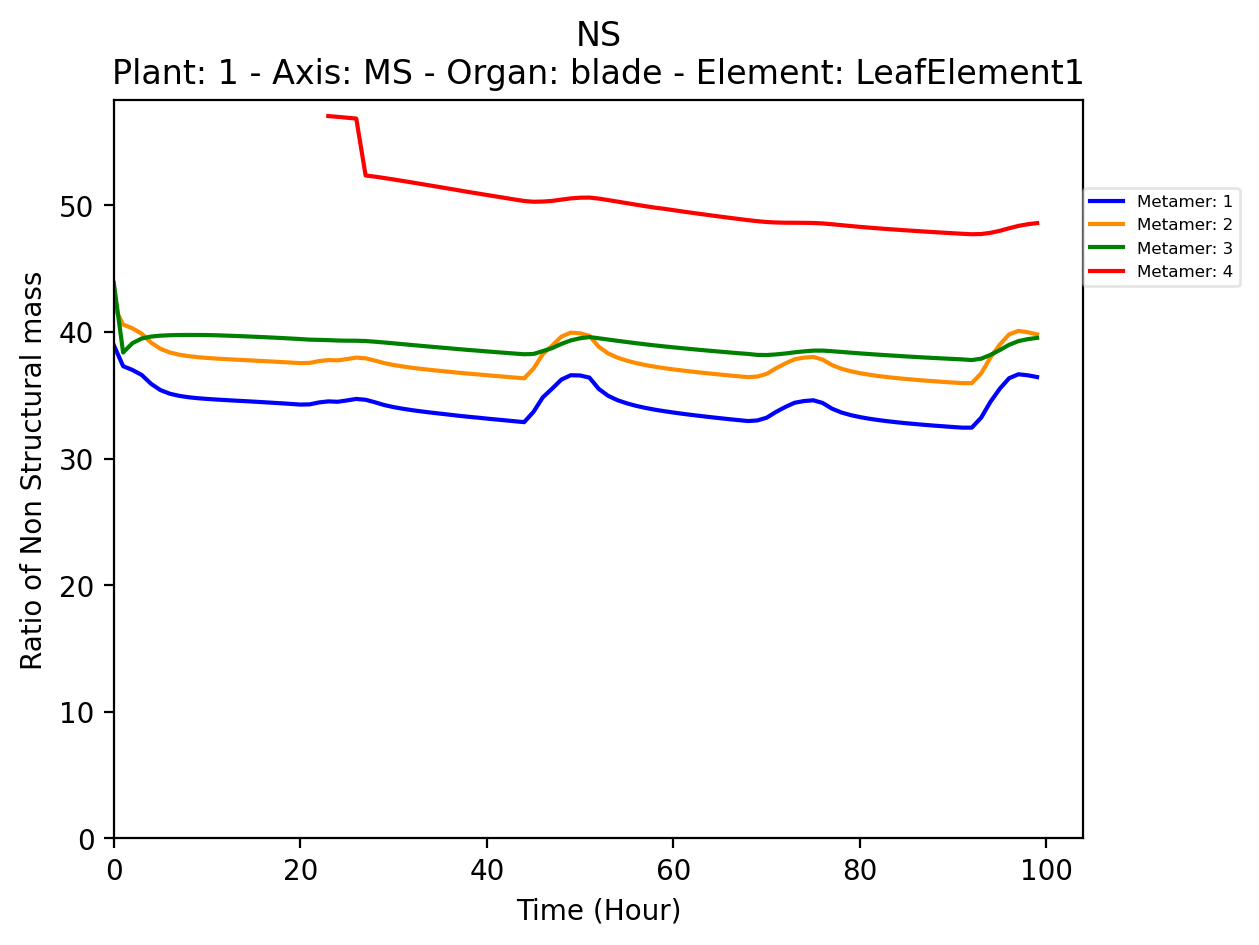 NS
Plant: 1 - Axis: MS - Organ: blade - Element: LeafElement1
Ratio of Non Structural mass
50
40
30
20
10
0
0 20 40 60 80 100
Time (Hour)
Metamer: 1
Metamer: 2
Metamer: 3
Metamer: 4